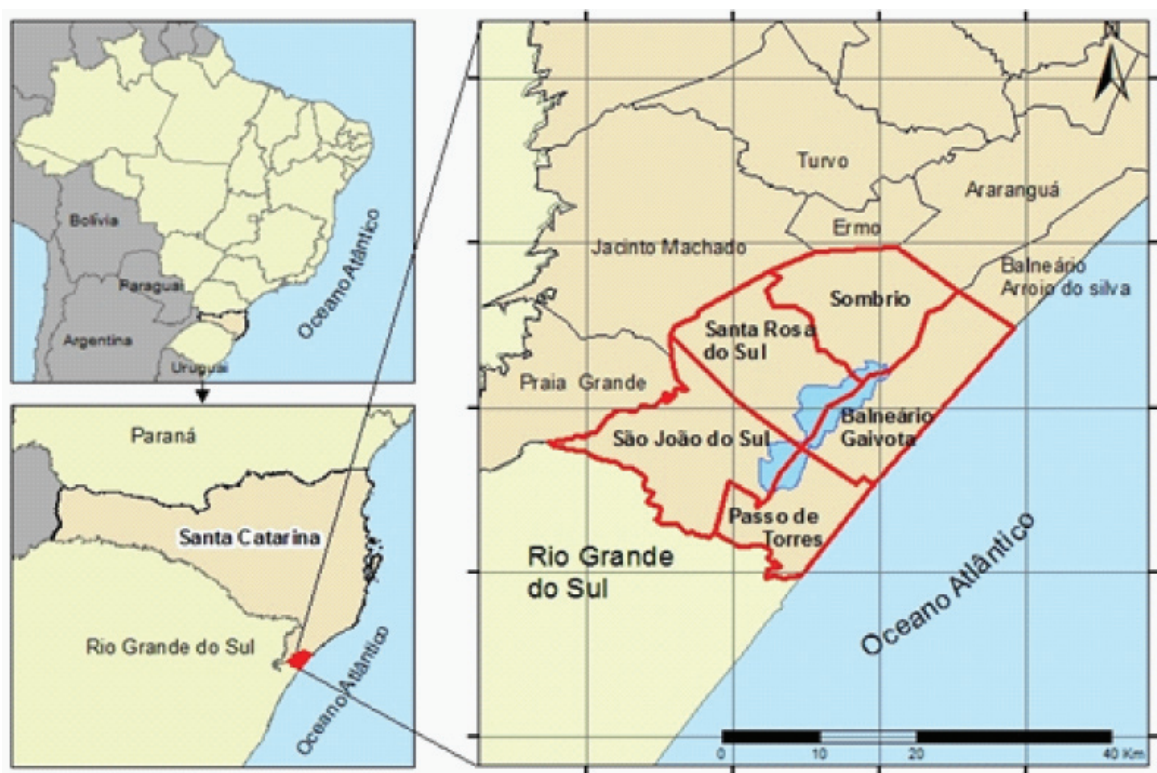 Bolívia
Paraguai
Argentina
Uruguai
Oceano Atlântico
Paraná
Santa Catarina
Rio Grande do Sul
Oceano Atlântico
N
Turvo
Araranguá
Ermo
Jacinto Machado
Balneário
Arroio do silva
Sombrio
Santa Rosa
do Sul
Praia Grande
Balneário
Gaivota
São João do Sul
Passo de
Torres
Rio Grande
do Sul
Oceano Atlântico
0 10 20 40 Km